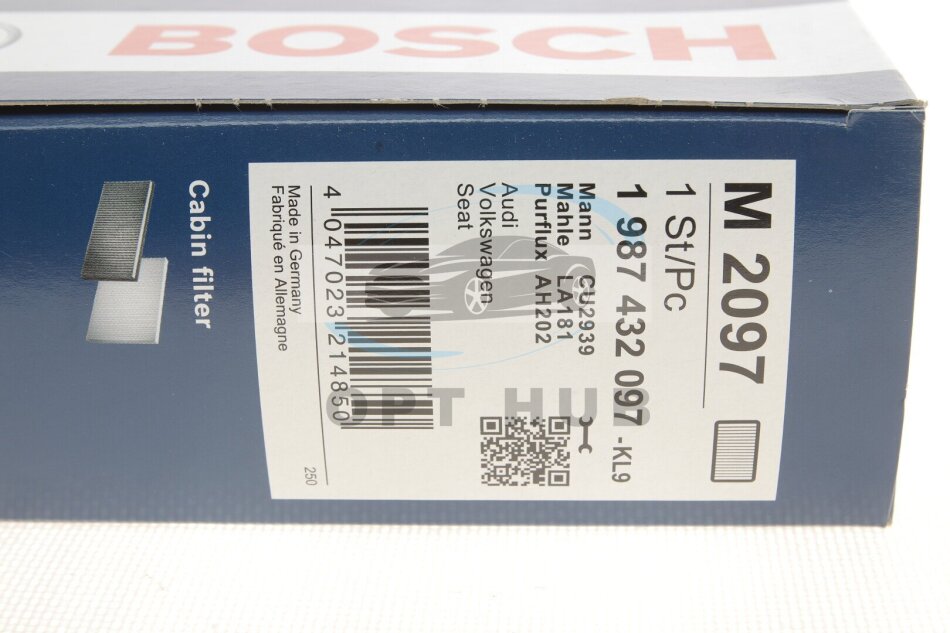 BOSCH
Cabin filter
M 2097
1 St/Pc
1 987 432 097 -KL9
Mann CU2939
Mahle LA181
Purflux AH202
Audi
Volkswagen
Seat
4 047023 214850
Made in Germany
Fabriqué en Allemagne
250
OPT HUB